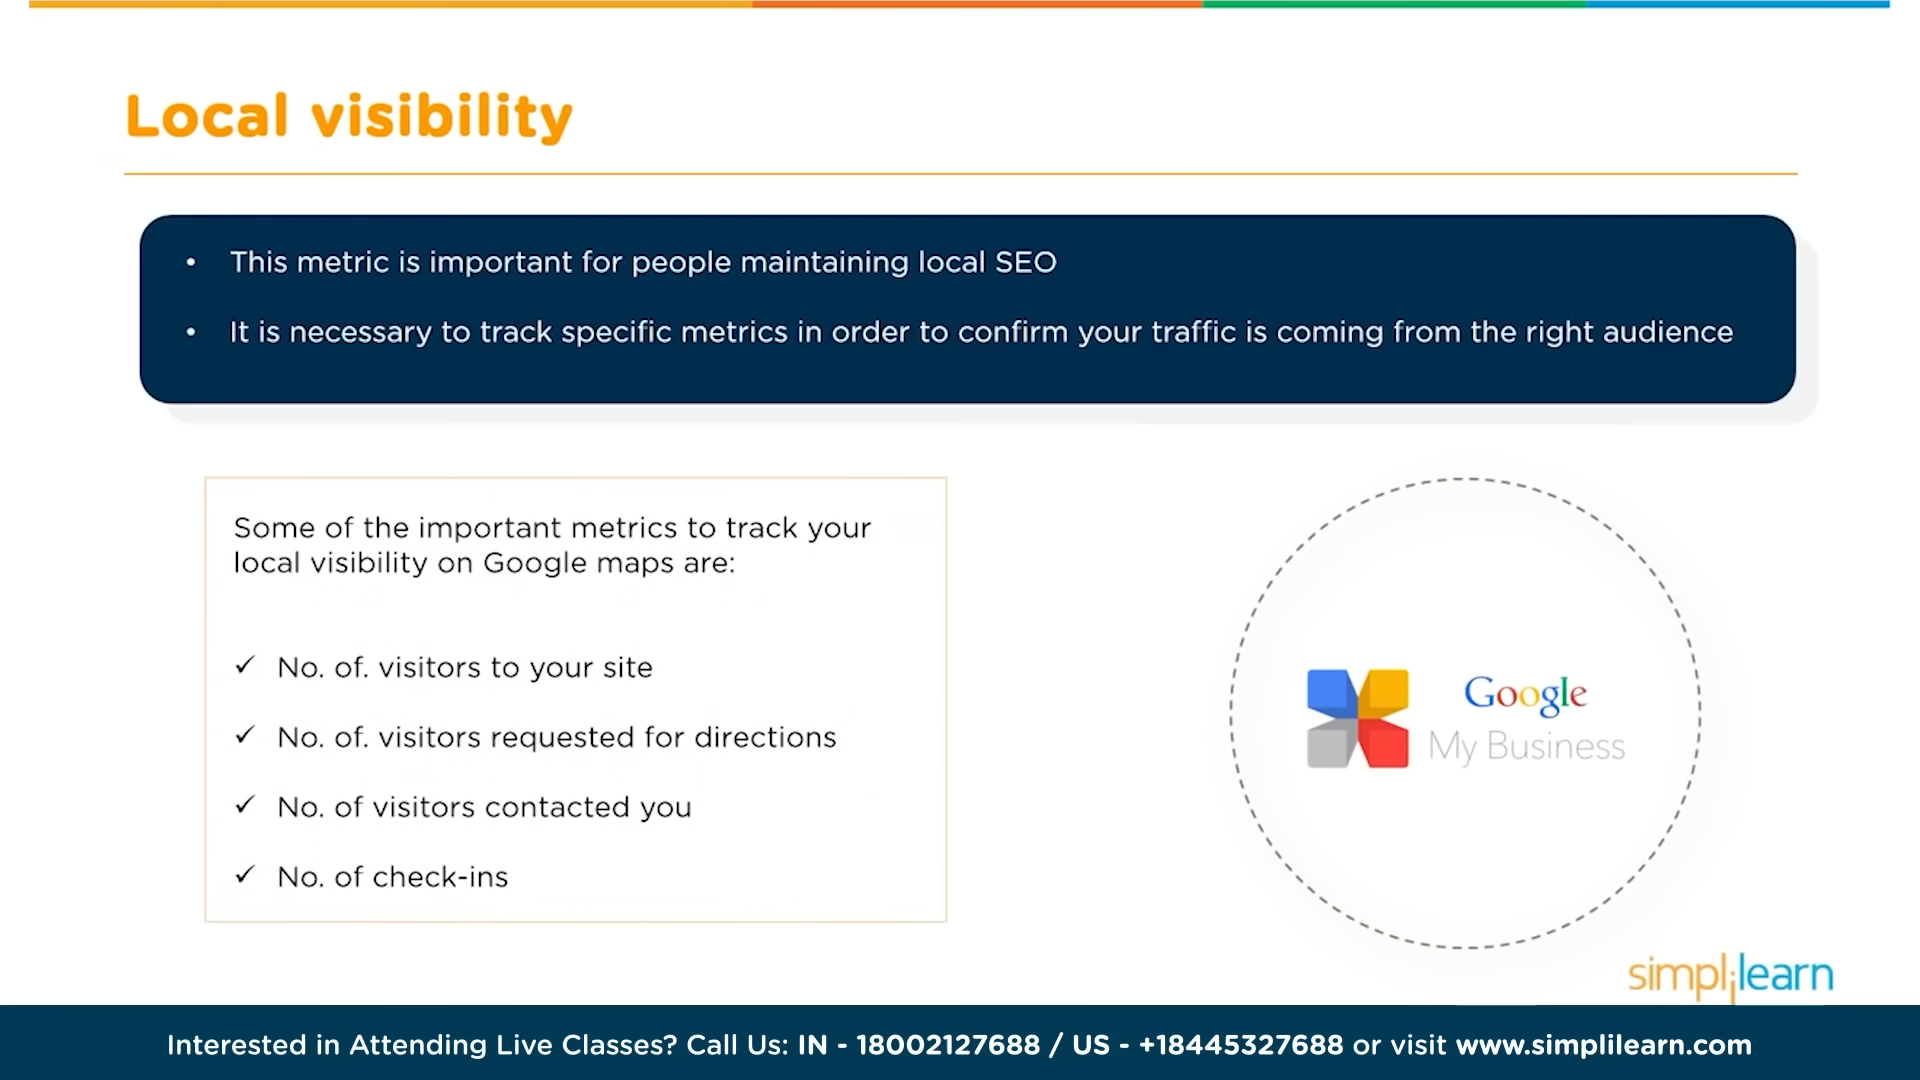 Local visibility
• This metric is important for people maintaining local SEO
• It is necessary to track specific metrics in order to confirm your traffic is coming from the right audience
Some of the important metrics to track your
local visibility on Google maps are:
✓ No. of. visitors to your site
✓ No. of. visitors requested for directions
✓ No. of visitors contacted you
✓ No. of check-ins
Google
My Business
simplilearn
Interested in Attending Live Classes? Call Us: IN - 18002127688 / US - +18445327688 or visit www.simplilearn.com